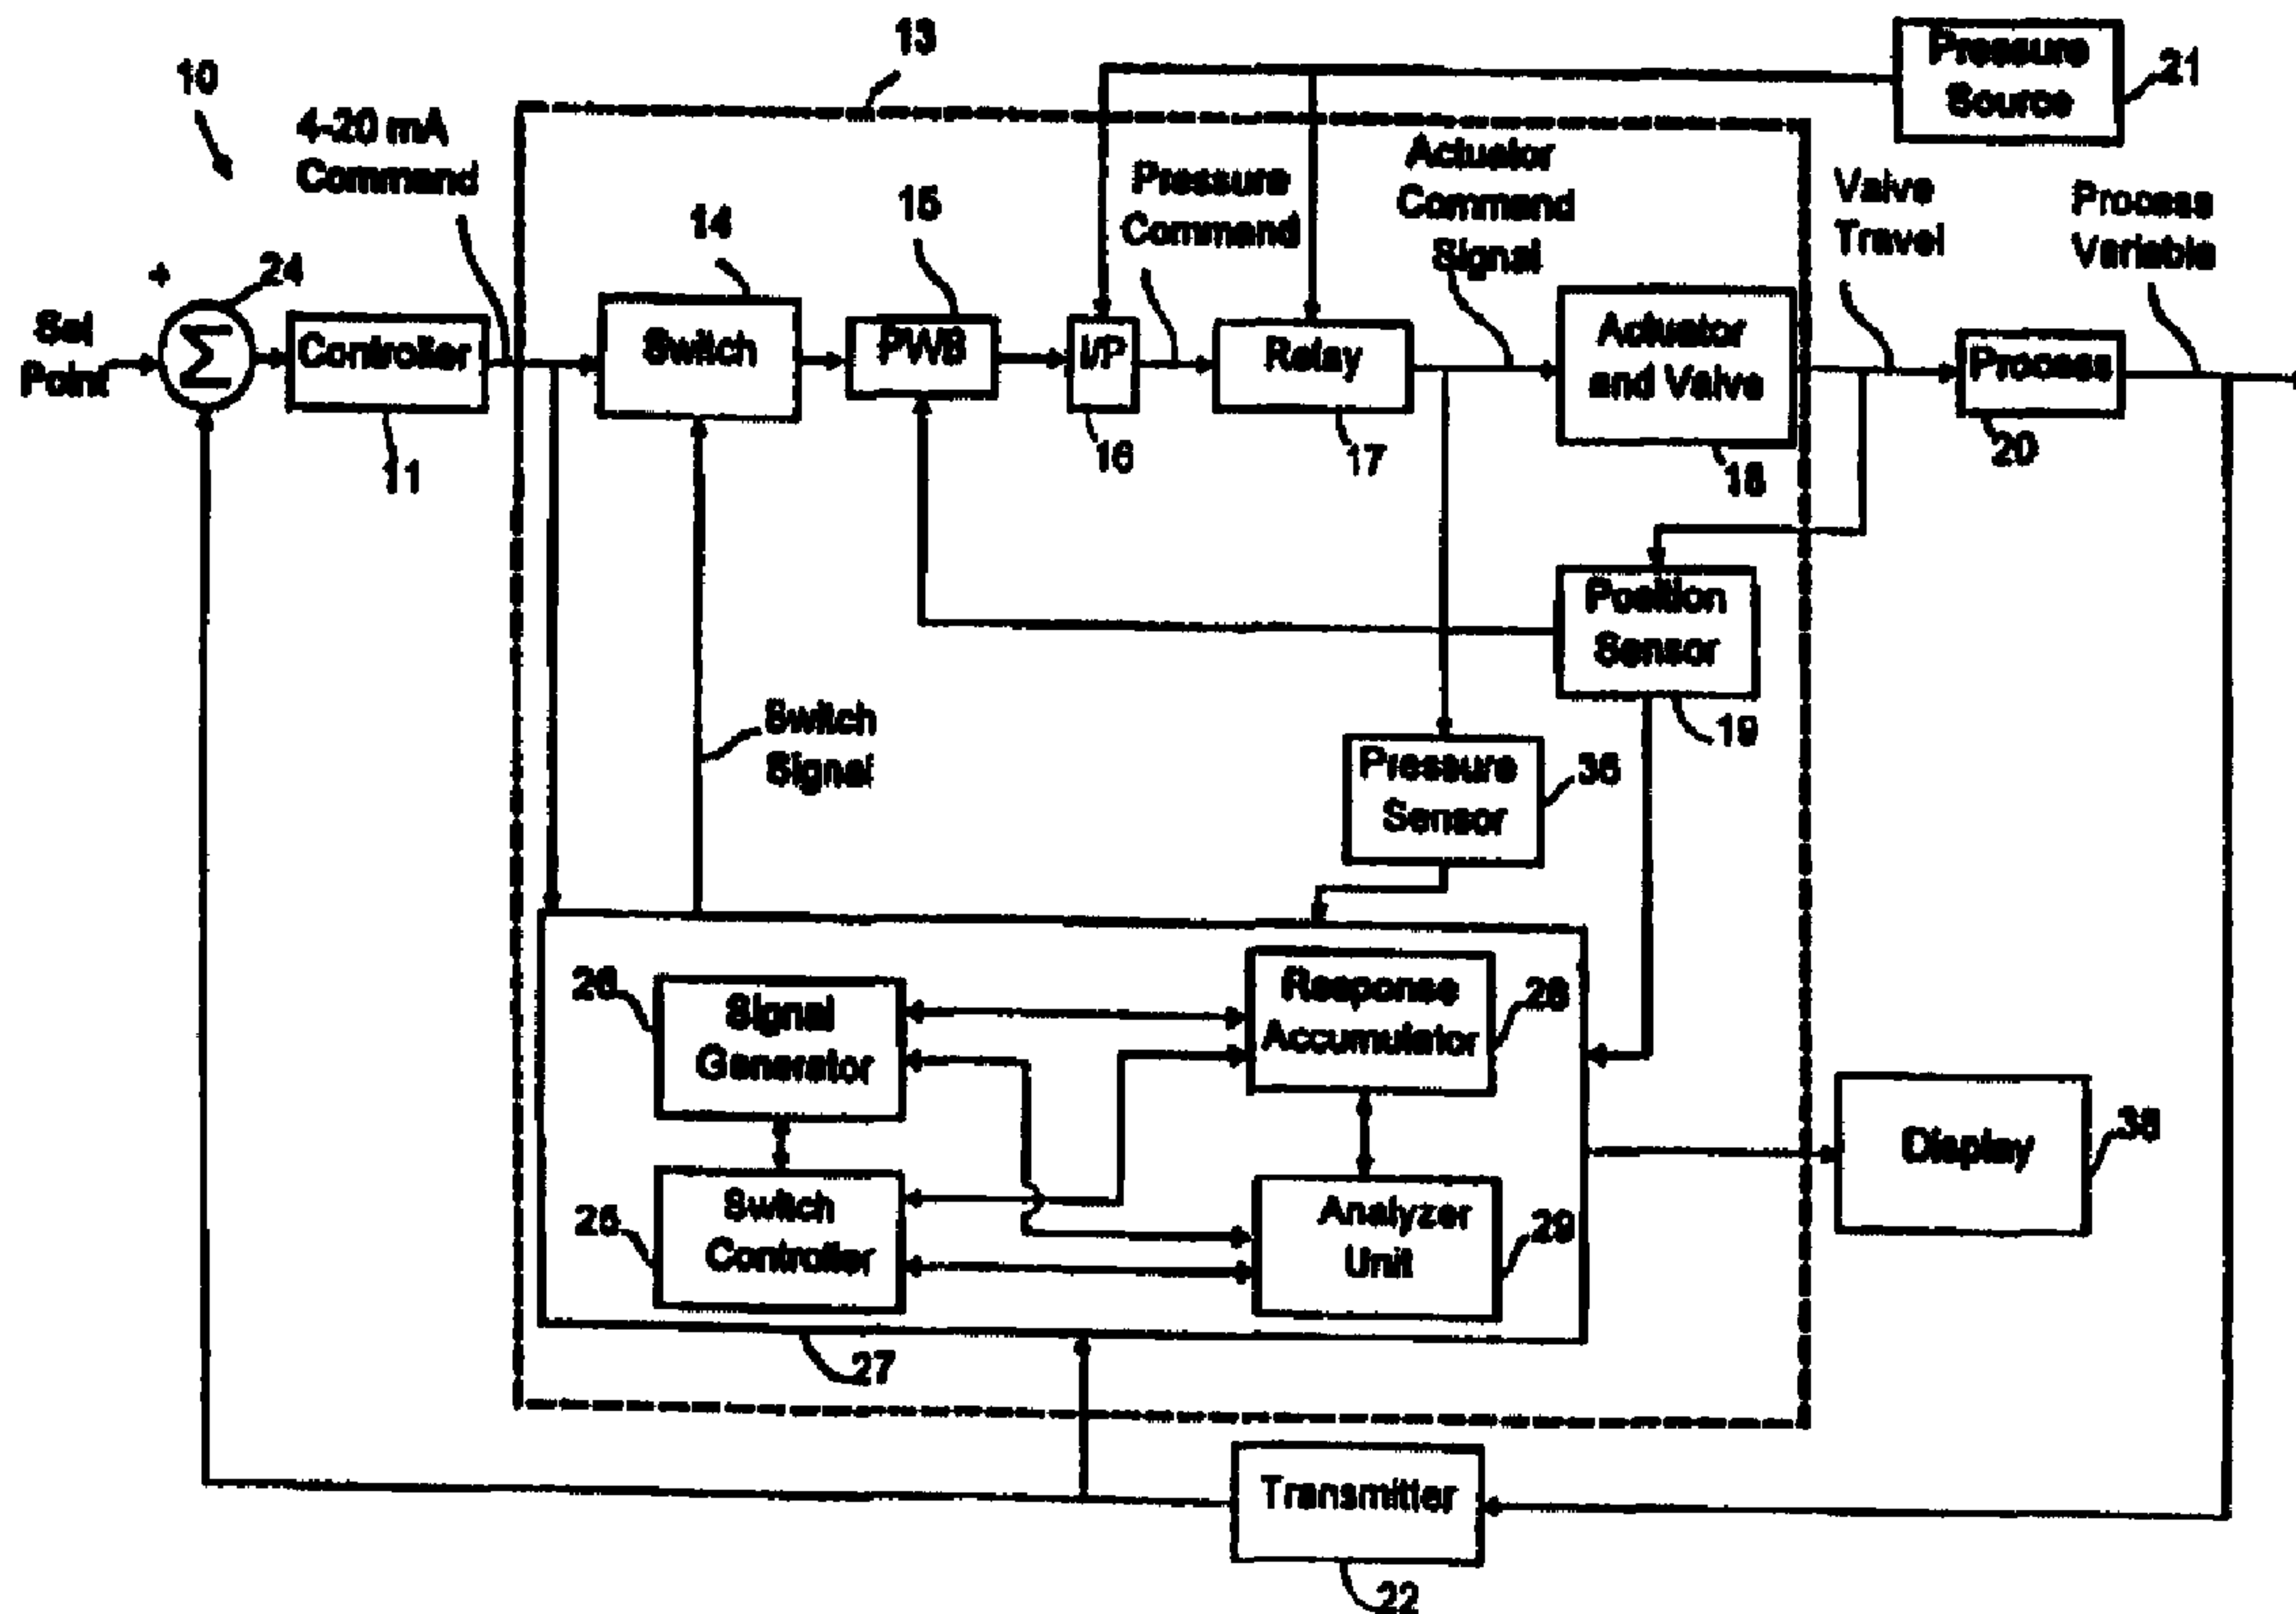 13
Pressure
Source
21
10
4-20 mA
Command
Actuator
Command
Signal
Pressure
Command
Valve
Travel
Process
Variable
14
15
24
+
Set
Point
Σ
Controller
Switch
PWB
I/P
Relay
Actuator
and Valve
Process
11
16
17
18
20
Position
Sensor
19
Switch
Signal
Pressure
Sensor
36
26
Signal
Generator
Response
Accumulator
28
Display
38
25
Switch
Controller
Analyzer
Unit
29
27
Transmitter
22